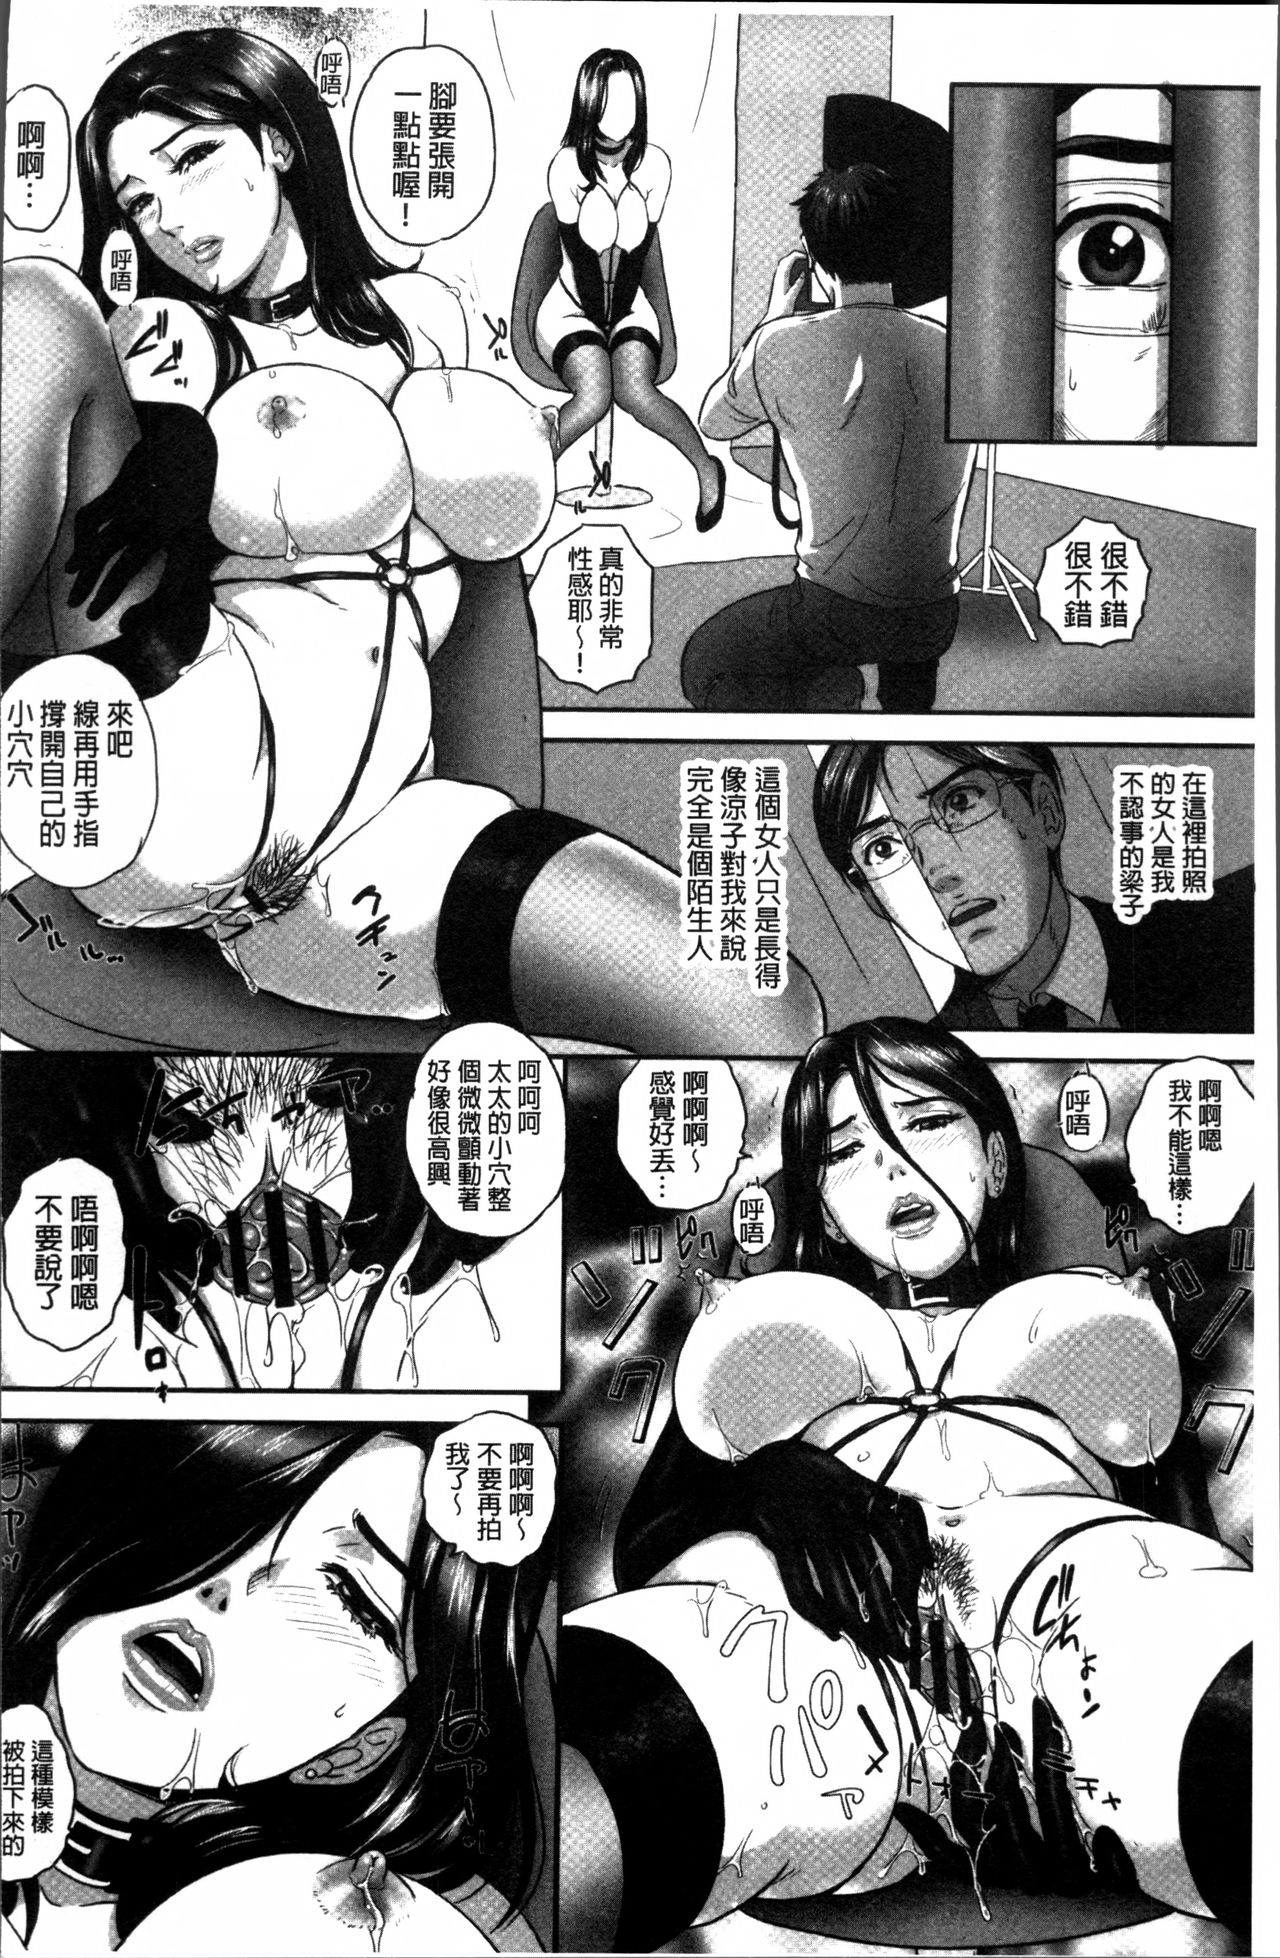 很不錯
很不錯
腳要張開
一點點喔！
呼唔
啊啊…
呼唔
真的非常
性感耶～！
來吧
線再用手指
撐開自己的
小穴穴
在這裡拍照
的女人是我
不認事的梁子
這個女人只是長得
像涼子對我來說
完全是個陌生人
啊啊嗯
我不能這樣…
呼唔
啊啊啊～
感覺好丟…
呼唔
呵呵呵
太太的小穴整
個微微顫動著
好像很高興
唔啊啊嗯
不要說了
啊啊啊～
不要再拍
我了～
這種模樣
被拍下來的